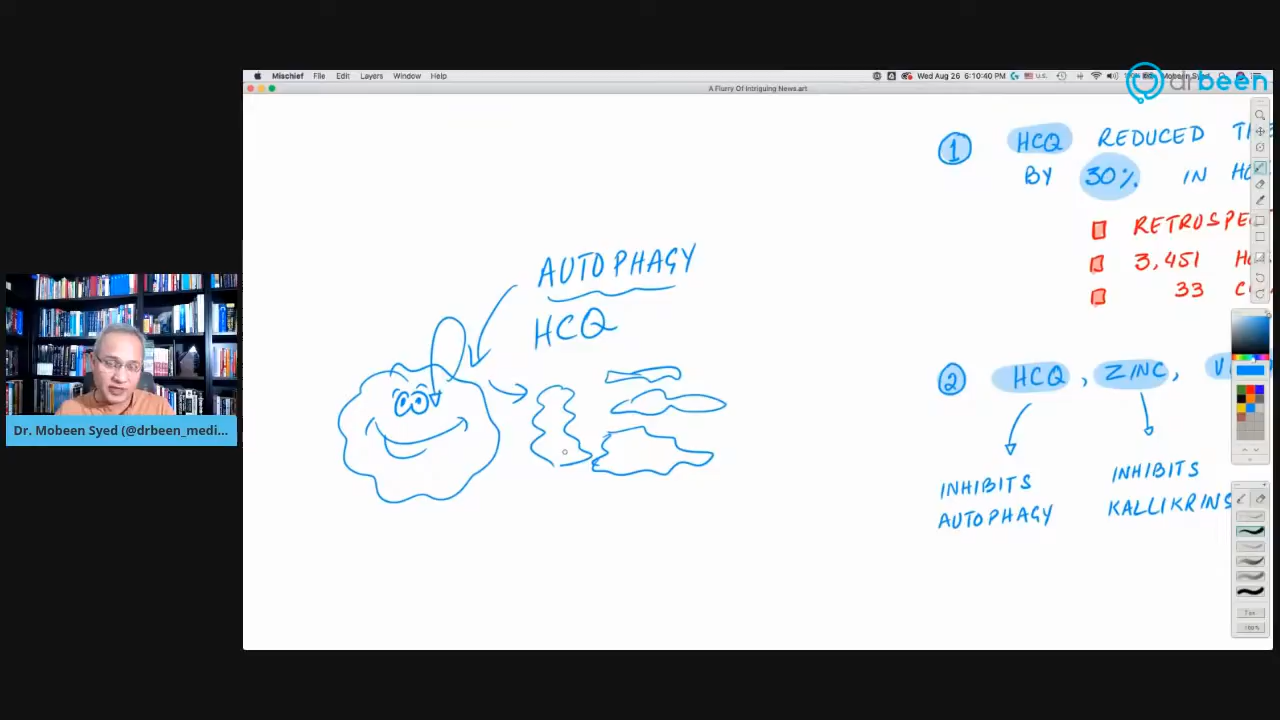 drbeen
Mischief File Edit Layers Window Help
U.S. Wed Aug 26 6:10:40 PM Mobeen Syed
A Flurry Of Intriguing News.art
1 HCQ REDUCED
BY 30% IN
RETROSPE
3,451
33
AUTOPHAGY
HCQ
2 HCQ, ZINC,
INHIBITS AUTOPHAGY
INHIBITS KALLIKRINS
Dr. Mobeen Syed (@drbeen_medi...